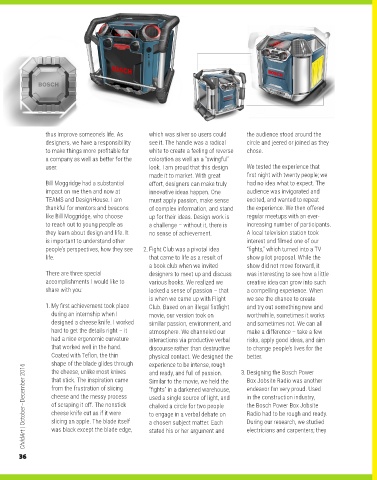 BOSCH
thus improve someone's life. As
designers, we have a responsibility
to make things more profitable for
a company as well as better for the
user.
Bill Moggridge had a substantial
impact on me then and now at
TEAMS and DesignHouse. I am
thankful for mentors and beacons
like Bill Moggridge, who choose
to reach out to young people as
they learn about design and life. It
is important to understand other
people's perspectives, how they see
life.
There are three special
accomplishments I would like to
share with you:
1. My first achievement took place
during an internship when I
designed a cheese knife. I worked
hard to get the details right – it
had a nice ergonomic curvature
that worked well in the hand.
Coated with Teflon, the thin
shape of the blade glides through
the cheese, unlike most knives
that stick. The inspiration came
from the frustration of slicing
cheese and the messy process
of scraping it off. The nonstick
cheese knife cut as if it were
slicing an apple. The blade itself
was black except the blade edge,
which was silver so users could
see it. The handle was a radical
white to create a feeling of reverse
coloration as well as a "swingful"
look. I am proud that this design
made it to market. With great
effort, designers can make truly
innovative ideas happen. One
must apply passion, make sense
of complex information, and stand
up for their ideas. Design work is
a challenge – without it, there is
no sense of achievement.
2. Flight Club was a pivotal idea
that came to life as a result of
a book club when we invited
designers to meet up and discuss
various books. We realized we
lacked a sense of passion – that
is when we came up with Flight
Club. Based on an illegal fistfight
movie, our version took on
similar passion, environment, and
atmosphere. We channeled our
interactions via productive verbal
discourse rather than destructive
physical contact. We designed the
experience to be intense, rough
and ready, and full of passion.
Similar to the movie, we held the
"flights" in a darkened warehouse,
used a single source of light, and
chalked a circle for two people
to engage in a verbal debate on
a chosen subject matter. Each
stated his or her argument and
the audience stood around the
circle and jeered or joined as they
chose.
We tested the experience that
first night with twenty people; we
had no idea what to expect. The
audience was invigorated and
excited, and wanted to repeat
the experience. We then offered
regular meetups with an ever-
increasing number of participants.
A local television station took
interest and filmed one of our
"flights," which turned into a TV
show pilot proposal. While the
show did not move forward, it
was interesting to see how a little
creative idea can grow into such
a compelling experience. When
we see the chance to create
and try out something new and
worthwhile, sometimes it works
and sometimes not. We can all
make a difference – take a few
risks, apply good ideas, and aim
to change people's lives for the
better.
3. Designing the Bosch Power
Box Jobsite Radio was another
endeavor I'm very proud. Used
in the construction industry,
the Bosch Power Box Jobsite
Radio had to be rough and ready.
During our research, we studied
electricians and carpenters; they
October - December 2018
36